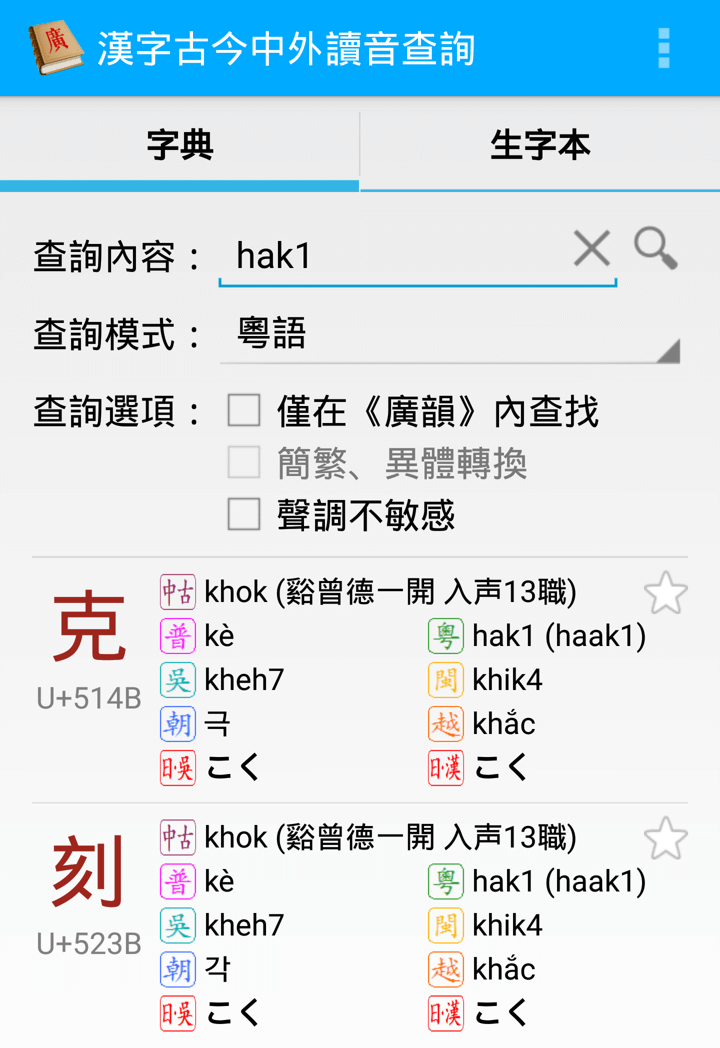 廣 漢字古今中外讀音查詢
字典 生字本
查詢內容： hak1
查詢模式： 粵語
查詢選項： 僅在《廣韻》內查找
簡繁、異體轉換
聲調不敏感
克
U+514B
中古 khok (谿曾德一開 入声13職)
普 kè 粵 hak1 (haak1)
吳 kheh7 閩 khik4
朝 극 越 khắc
日·吳 こく 日·漢 こく
刻
U+523B
中古 khok (谿曾德一開 入声13職)
普 kè 粵 hak1 (haak1)
吳 kheh7 閩 khik4
朝 각 越 khắc
日·吳 こく 日·漢 こく